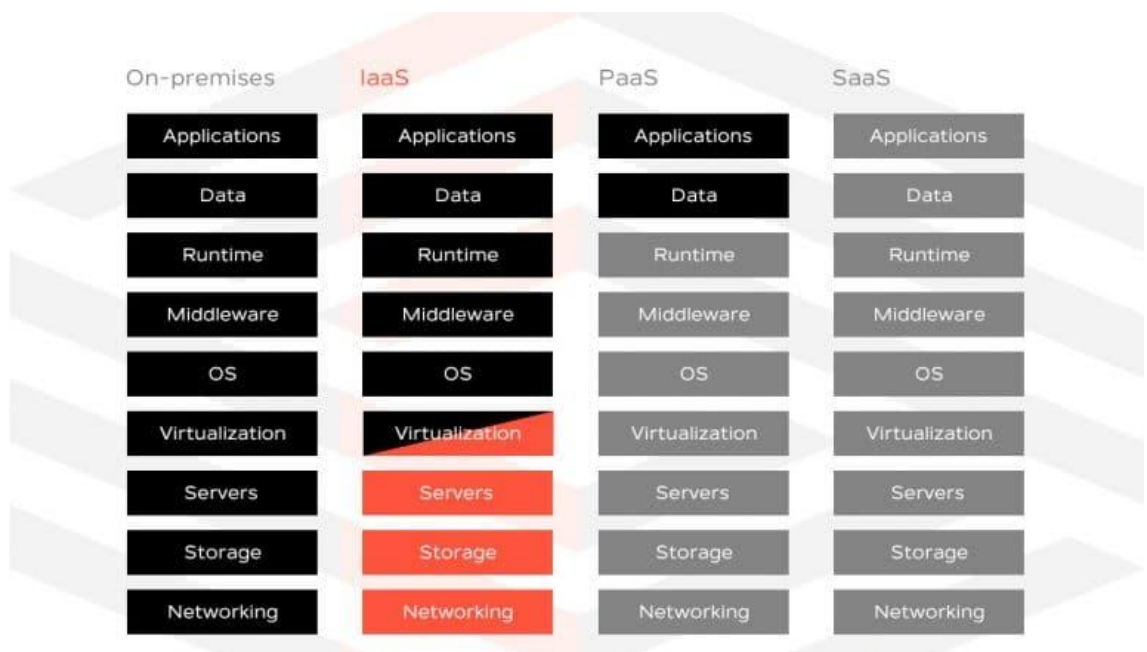 On-premises IaaS PaaS SaaS
Applications Applications Applications Applications
Data Data Data Data
Runtime Runtime Runtime Runtime
Middleware Middleware Middleware Middleware
OS OS OS OS
Virtualization Virtualization Virtualization Virtualization
Servers Servers Servers Servers
Storage Storage Storage Storage
Networking Networking Networking Networking